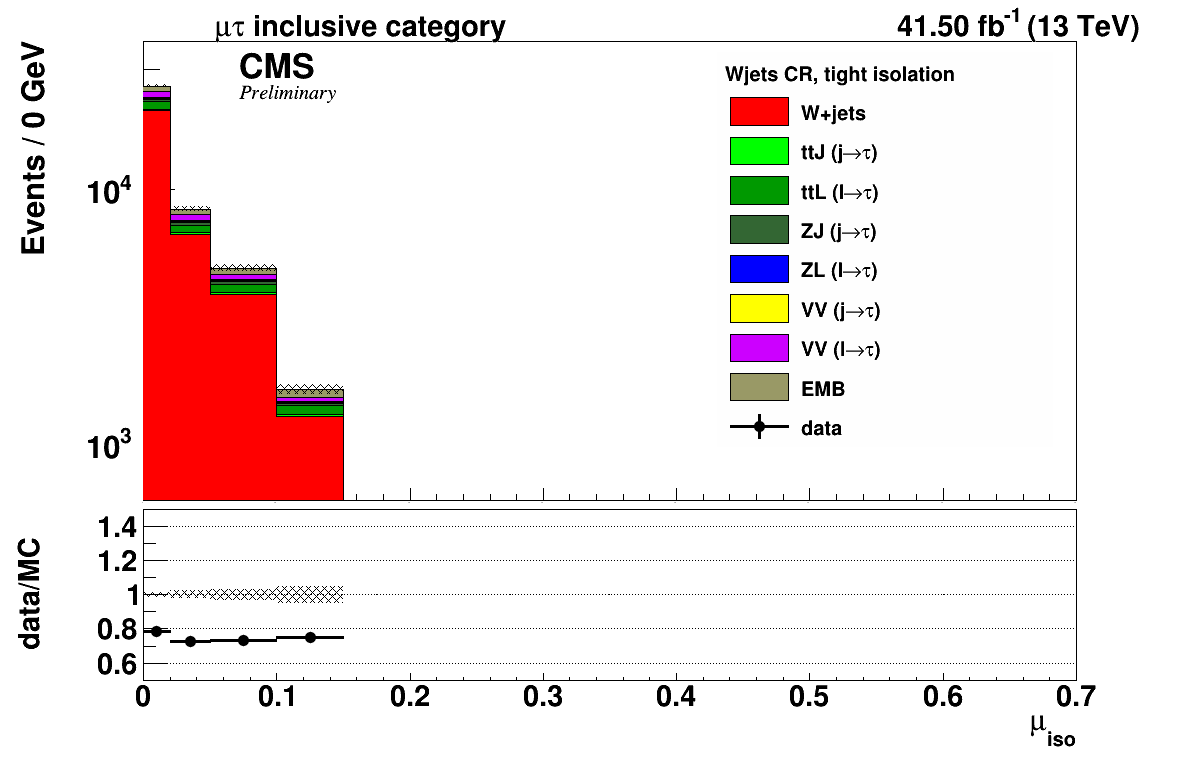 μτ inclusive category
41.50 fb-1 (13 TeV)
CMS
Preliminary
Events / 0 GeV
10^4
10^3
Wjets CR, tight isolation
W+jets
ttJ (j→τ)
ttL (l→τ)
ZJ (j→τ)
ZL (l→τ)
VV (j→τ)
VV (l→τ)
EMB
data
data/MC
1.4
1.2
1
0.8
0.6
0 0.1 0.2 0.3 0.4 0.5 0.6 0.7
μ_iso